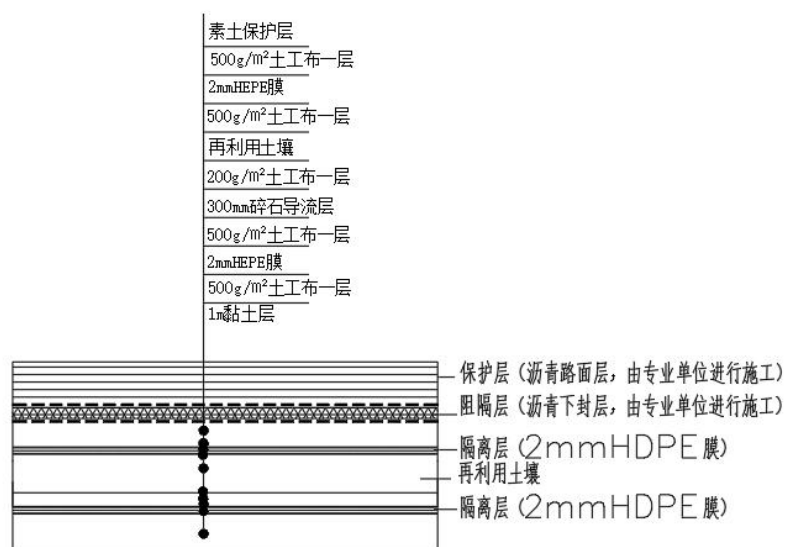 素土保护层
500g/m²土工布一层
2mmHEPE膜
500g/m²土工布一层
再利用土壤
200g/m²土工布一层
300mm碎石导流层
500g/m²土工布一层
2mmHEPE膜
500g/m²土工布一层
1m黏土层
保护层（沥青路面层，由专业单位进行施工）
阻隔层（沥青下封层，由专业单位进行施工）
隔离层（2mmHDPE膜）
再利用土壤
隔离层（2mmHDPE膜）